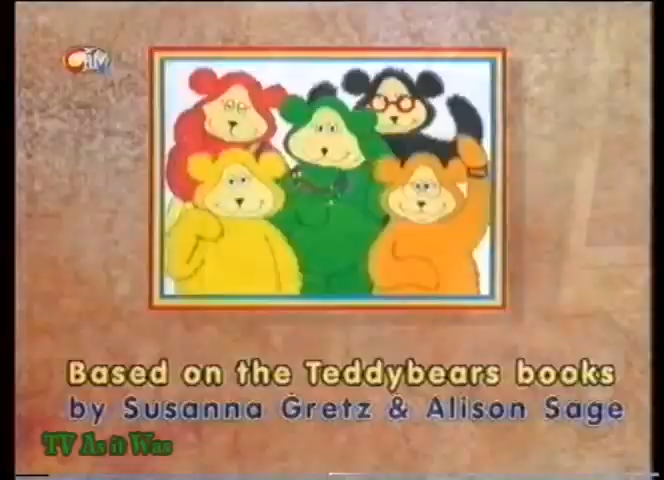 Based on the Teddybears books
by Susanna Gretz & Alison Sage
TV As it Was